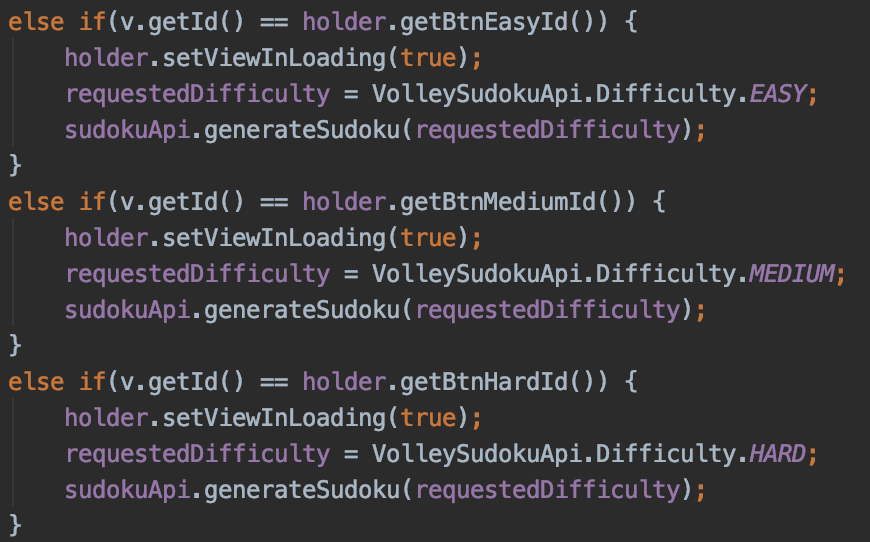 else if(v.getId() == holder.getBtnEasyId()) {
    holder.setViewInLoading(true);
    requestedDifficulty = VolleySudokuApi.Difficulty.EASY;
    sudokuApi.generateSudoku(requestedDifficulty);
}
else if(v.getId() == holder.getBtnMediumId()) {
    holder.setViewInLoading(true);
    requestedDifficulty = VolleySudokuApi.Difficulty.MEDIUM;
    sudokuApi.generateSudoku(requestedDifficulty);
}
else if(v.getId() == holder.getBtnHardId()) {
    holder.setViewInLoading(true);
    requestedDifficulty = VolleySudokuApi.Difficulty.HARD;
    sudokuApi.generateSudoku(requestedDifficulty);
}